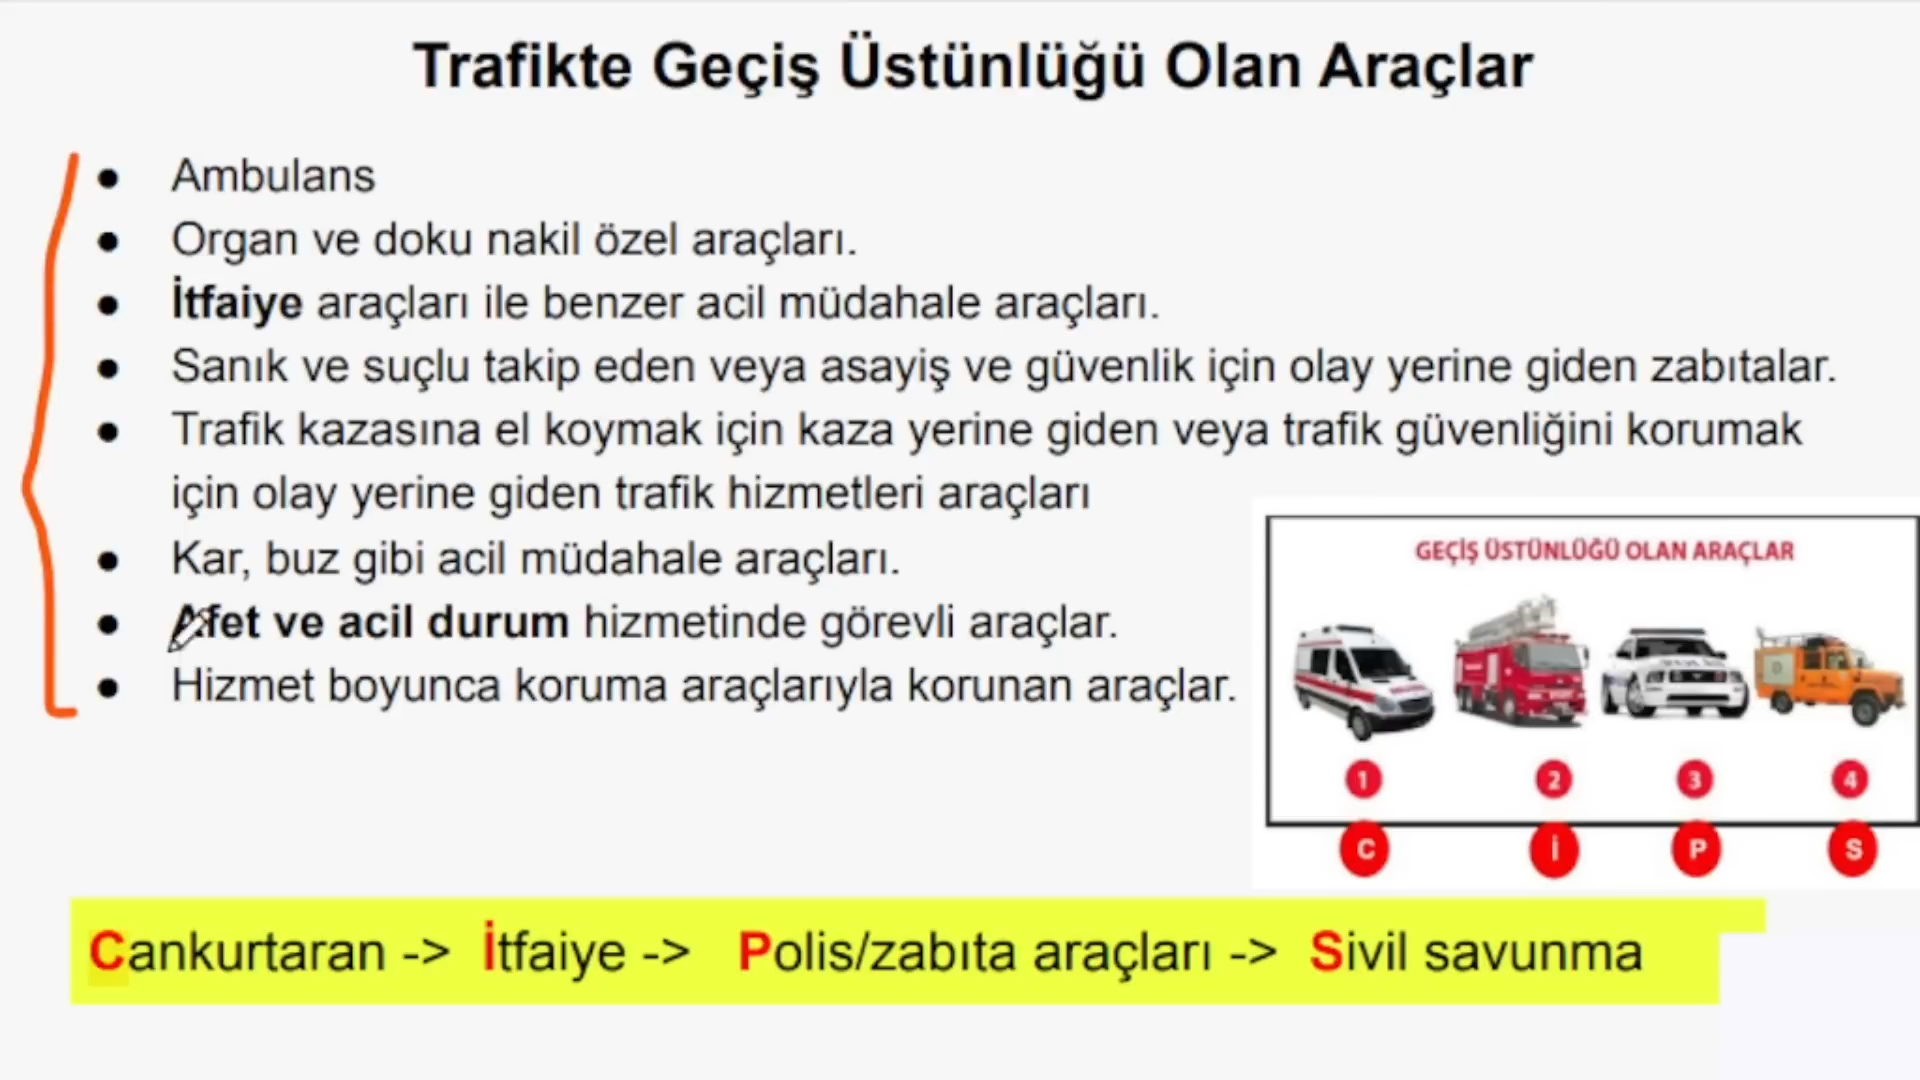 Trafikte Geçiş Üstünlüğü Olan Araçlar
● Ambulans
● Organ ve doku nakil özel araçları.
● İtfaiye araçları ile benzer acil müdahale araçları.
● Sanık ve suçlu takip eden veya asayiş ve güvenlik için olay yerine giden zabıtalar.
● Trafik kazasına el koymak için kaza yerine giden veya trafik güvenliğini korumak
için olay yerine giden trafik hizmetleri araçları
● Kar, buz gibi acil müdahale araçları.
● Afet ve acil durum hizmetinde görevli araçlar.
● Hizmet boyunca koruma araçlarıyla korunan araçlar.
GEÇİŞ ÜSTÜNLÜĞÜ OLAN ARAÇLAR
1 2 3 4
C İ P S
Cankurtaran -> İtfaiye -> Polis/zabıta araçları -> Sivil savunma